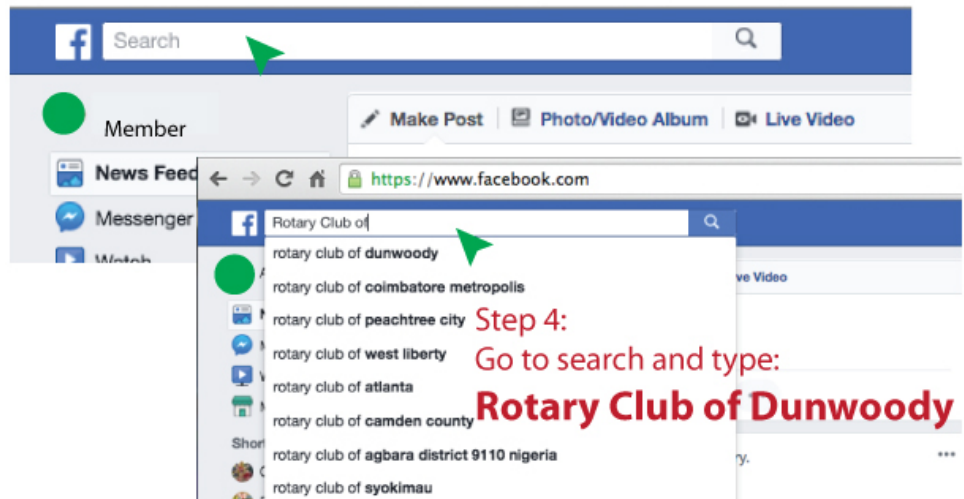 f Search
Member
Make Post Photo/Video Album Live Video
News Feed
https://www.facebook.com
Messenger
f Rotary Club of
Watch
rotary club of dunwoody
ve Video
rotary club of coimbatore metropolis
rotary club of peachtree city
Step 4:
rotary club of west liberty
Go to search and type:
rotary club of atlanta
Rotary Club of Dunwoody
rotary club of camden county
Shor
rotary club of agbara district 9110 nigeria
ry.
rotary club of syokimau